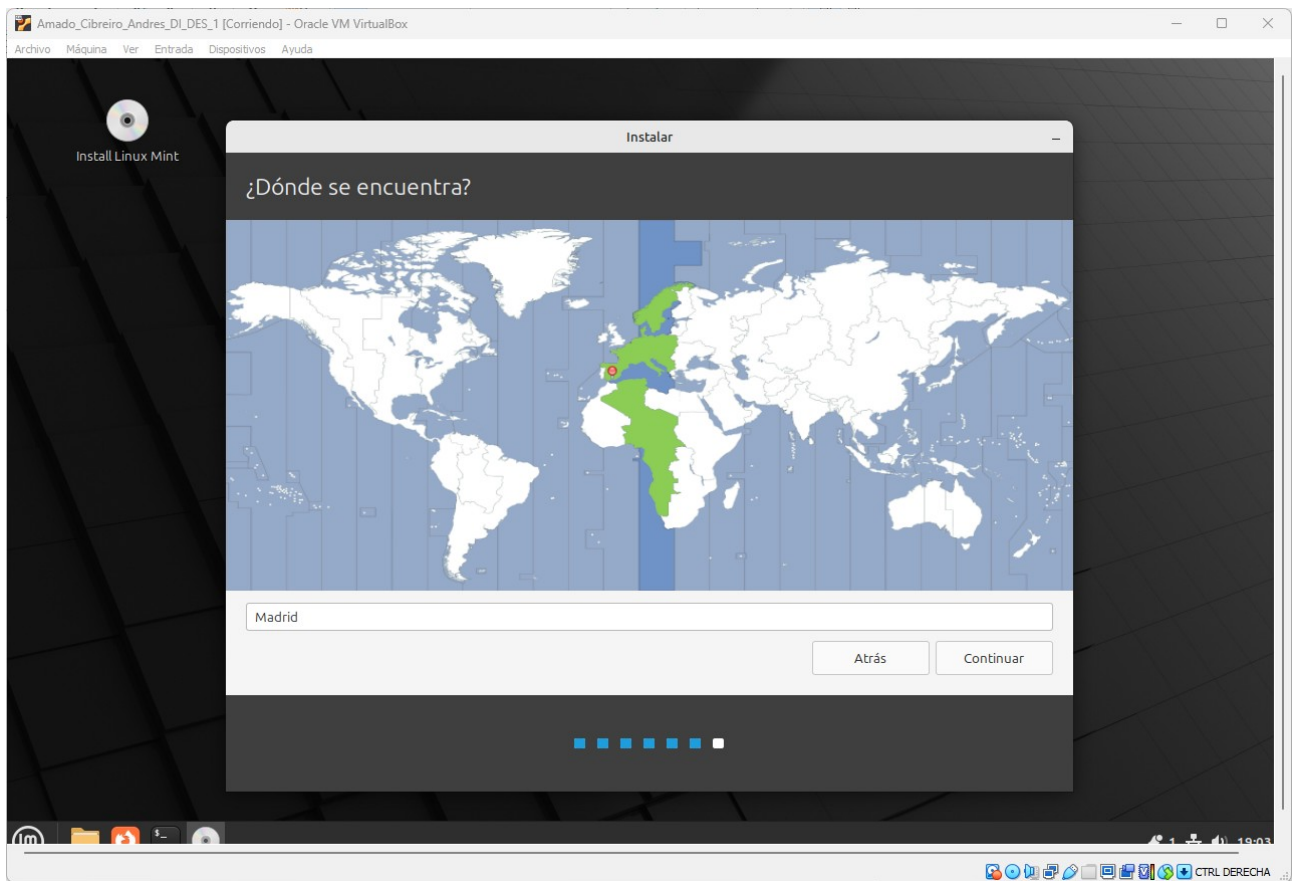 Amado_Cibreiro_Andres_DI_DES_1 [Corriendo] - Oracle VM VirtualBox
Archivo Máquina Ver Entrada Dispositivos Ayuda
Install Linux Mint
Instalar
¿Dónde se encuentra?
Madrid
Atrás Continuar
$_
1 19:03
CTRL DERECHA